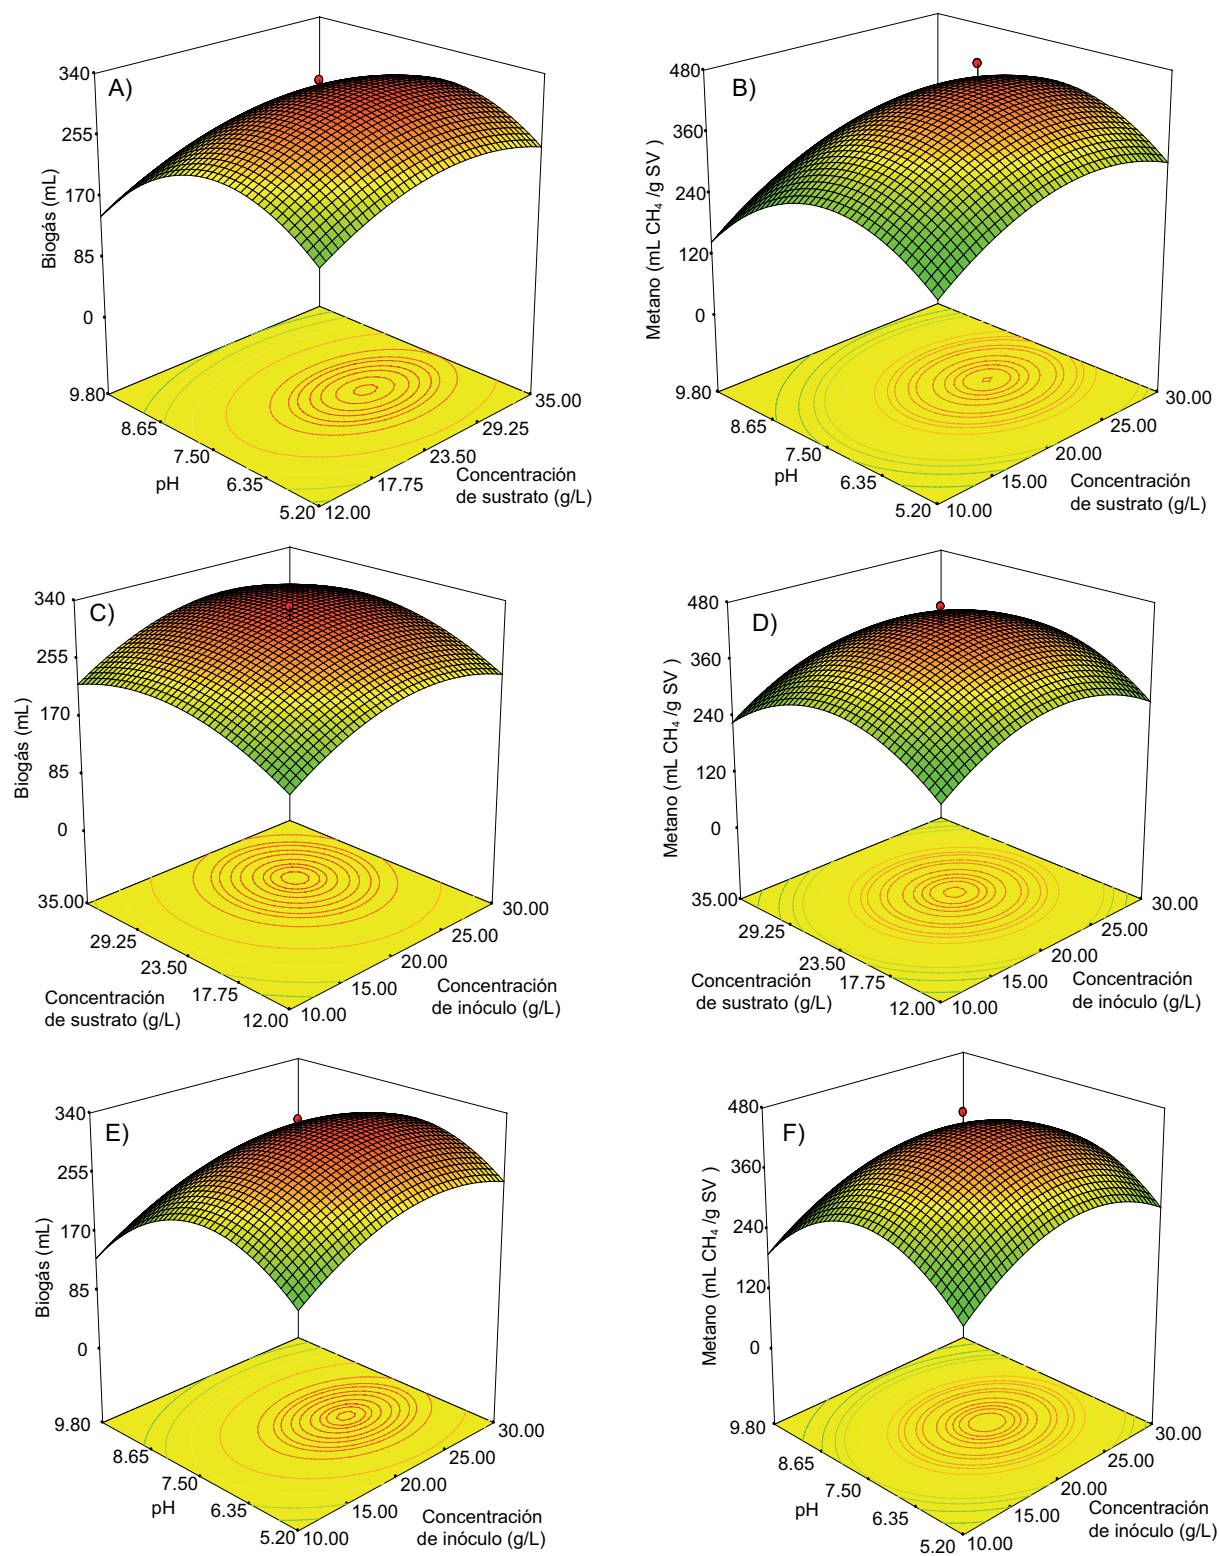 A)
Biogás (mL)
340
255
170
85
0
9.80
8.65
7.50
6.35
5.20
pH
12.00
17.75
23.50
29.25
35.00
Concentración
de sustrato (g/L)
B)
Metano (mL CH₄ /g SV )
480
360
240
120
0
9.80
8.65
7.50
6.35
5.20
pH
10.00
15.00
20.00
25.00
30.00
Concentración
de sustrato (g/L)
C)
Biogás (mL)
340
255
170
85
0
35.00
29.25
23.50
17.75
12.00
Concentración
de sustrato (g/L)
10.00
15.00
20.00
25.00
30.00
Concentración
de inóculo (g/L)
D)
Metano (mL CH₄ /g SV )
480
360
240
120
0
35.00
29.25
23.50
17.75
12.00
Concentración
de sustrato (g/L)
10.00
15.00
20.00
25.00
30.00
Concentración
de inóculo (g/L)
E)
Biogás (mL)
340
255
170
85
0
9.80
8.65
7.50
6.35
5.20
pH
10.00
15.00
20.00
25.00
30.00
Concentración
de inóculo (g/L)
F)
Metano (mL CH₄ /g SV )
480
360
240
120
0
9.80
8.65
7.50
6.35
5.20
pH
10.00
15.00
20.00
25.00
30.00
Concentración
de inóculo (g/L)